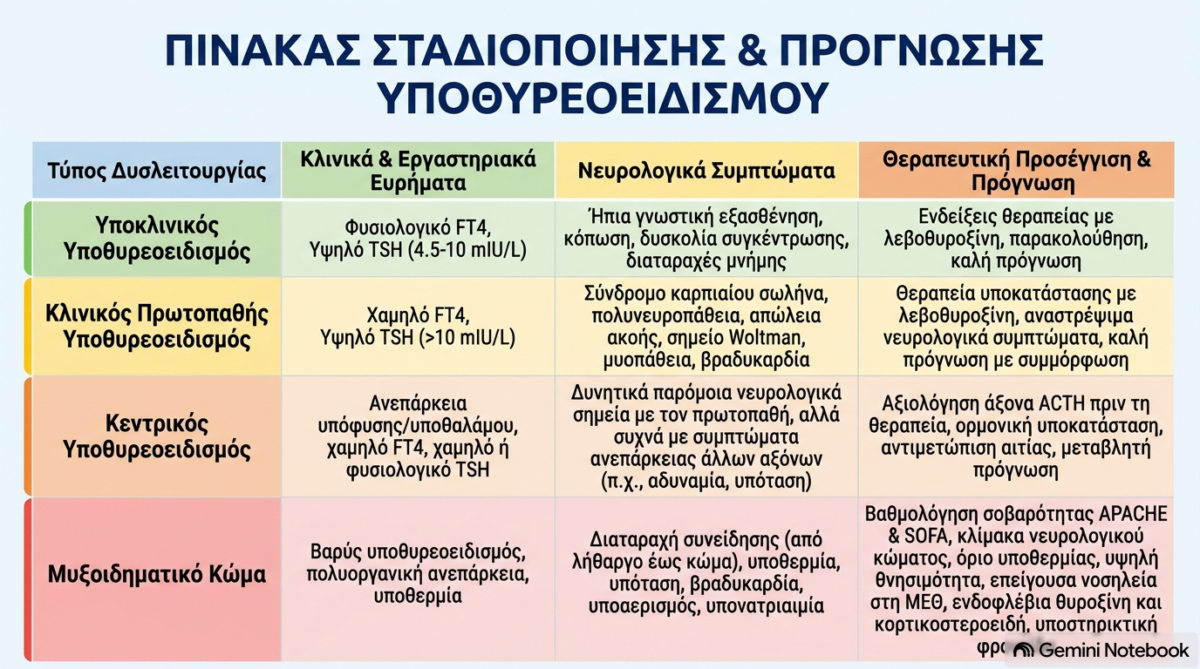 ΠΙΝΑΚΑΣ ΣΤΑΔΙΟΠΟΙΗΣΗΣ & ΠΡΟΓΝΩΣΗΣ
ΥΠΟΘΥΡΕΟΕΙΔΙΣΜΟΥ
Τύπος Δυσλειτουργίας
Κλινικά & Εργαστηριακά
Ευρήματα
Νευρολογικά Συμπτώματα
Θεραπευτική Προσέγγιση &
Πρόγνωση
Υποκλινικός
Υποθυρεοειδισμός
Φυσιολογικό FT4,
Υψηλό TSH (4.5-10 mIU/L)
Ήπια γνωστική εξασθένηση,
κόπωση, δυσκολία συγκέντρωσης,
διαταραχές μνήμης
Ενδείξεις θεραπείας με
λεβοθυροξίνη, παρακολούθηση,
καλή πρόγνωση
Κλινικός Πρωτοπαθής
Υποθυρεοειδισμός
Χαμηλό FT4,
Υψηλό TSH (>10 mIU/L)
Σύνδρομο καρπιαίου σωλήνα,
πολυνευροπάθεια, απώλεια
ακοής, σημείο Woltman,
μυοπάθεια, βραδυκαρδία
Θεραπεία υποκατάστασης με
λεβοθυροξίνη, αναστρέψιμα
νευρολογικά συμπτώματα, καλή
πρόγνωση με συμμόρφωση
Κεντρικός
Υποθυρεοειδισμός
Ανεπάρκεια
υπόφυσης/υποθαλάμου,
χαμηλό FT4, χαμηλό ή
φυσιολογικό TSH
Δυνητικά παρόμοια νευρολογικά
σημεία με τον πρωτοπαθή, αλλά
συχνά με συμπτώματα
ανεπάρκειας άλλων αξόνων
(π.χ., αδυναμία, υπόταση)
Αξιολόγηση άξονα ACTH πριν τη
θεραπεία, ορμονική υποκατάσταση,
αντιμετώπιση αιτίας, μεταβλητή
πρόγνωση
Μυξοιδηματικό Κώμα
Βαρύς υποθυρεοειδισμός,
πολυοργανική ανεπάρκεια,
υποθερμία
Διαταραχή συνείδησης (από
λήθαργο έως κώμα), υποθερμία,
υπόταση, βραδυκαρδία,
υποαερισμός, υπονατριαιμία
Βαθμολόγηση σοβαρότητας APACHE
& SOFA, κλίμακα νευρολογικού
κώματος, όριο υποθερμίας, υψηλή
θνησιμότητα, επείγουσα νοσηλεία
στη ΜΕΘ, ενδοφλέβια θυροξίνη και
κορτικοστεροειδή, υποστηρικτική
Gemini Notebook